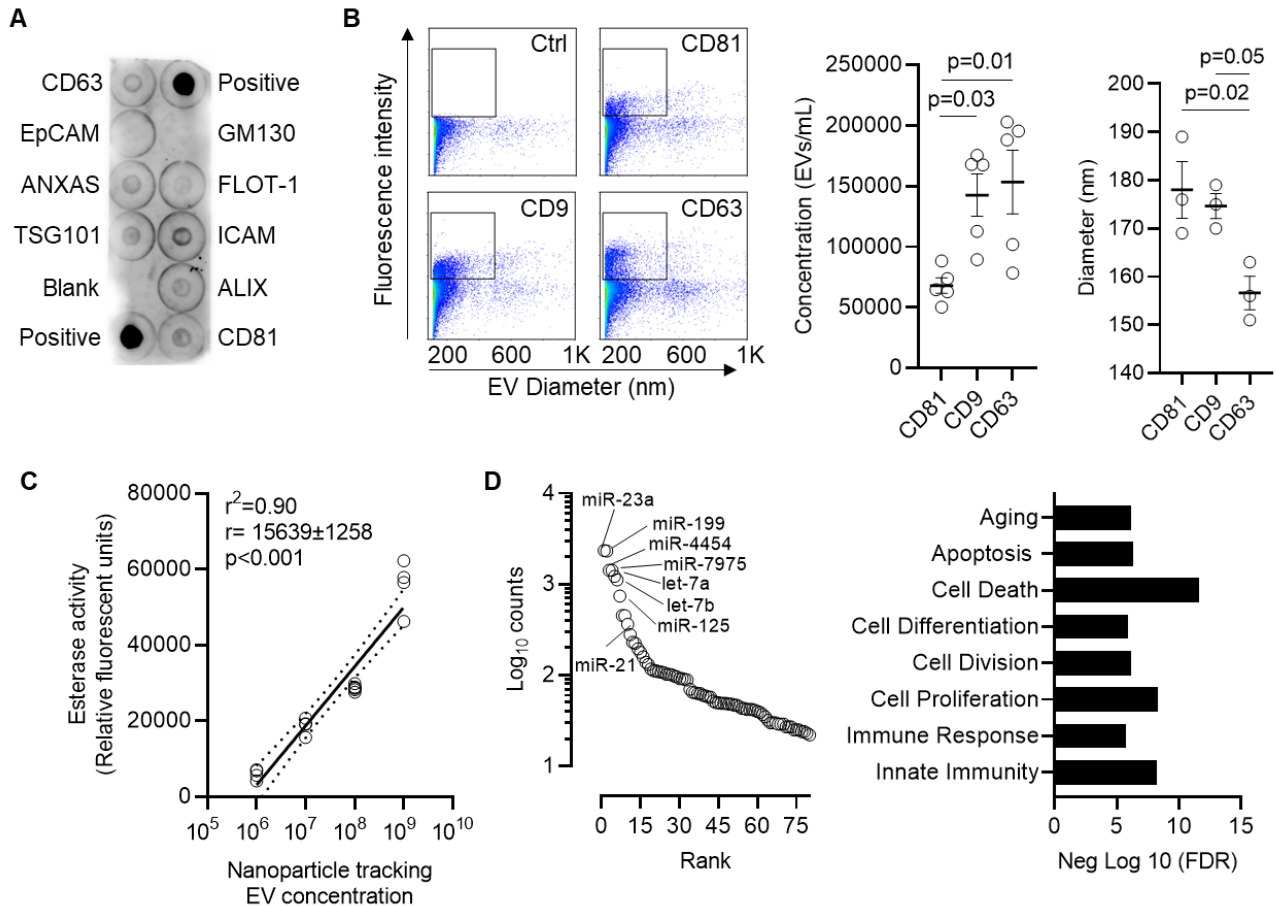 A
CD63
Positive
EpCAM
GM130
ANXAS
FLOT-1
TSG101
ICAM
Blank
ALIX
Positive
CD81
B
Fluorescence intensity
Ctrl
CD81
CD9
CD63
200 600 1K 200 600 1K
EV Diameter (nm)
Concentration (EVs/mL)
250000
200000
150000
100000
50000
0
p=0.01
p=0.03
CD81
CD9
CD63
Diameter (nm)
200
190
180
170
160
150
140
p=0.05
p=0.02
CD81
CD9
CD63
C
Esterase activity
(Relative fluorescent units)
80000
60000
40000
20000
0
r²=0.90
r= 15639±1258
p<0.001
10⁵ 10⁶ 10⁷ 10⁸ 10⁹ 10¹⁰
Nanoparticle tracking
EV concentration
D
Log₁₀ counts
4
3
2
1
miR-23a
miR-199
miR-4454
miR-7975
let-7a
let-7b
miR-125
miR-21
0 15 30 45 60 75
Rank
Aging
Apoptosis
Cell Death
Cell Differentiation
Cell Division
Cell Proliferation
Immune Response
Innate Immunity
0 5 10 15
Neg Log 10 (FDR)